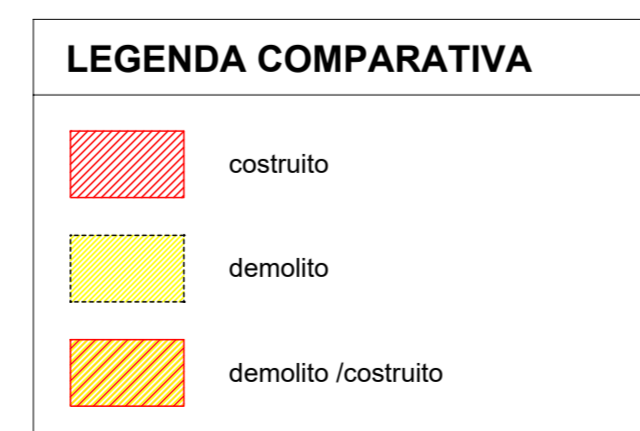 LEGENDA COMPARATIVA
costruito
demolito
demolito /costruito